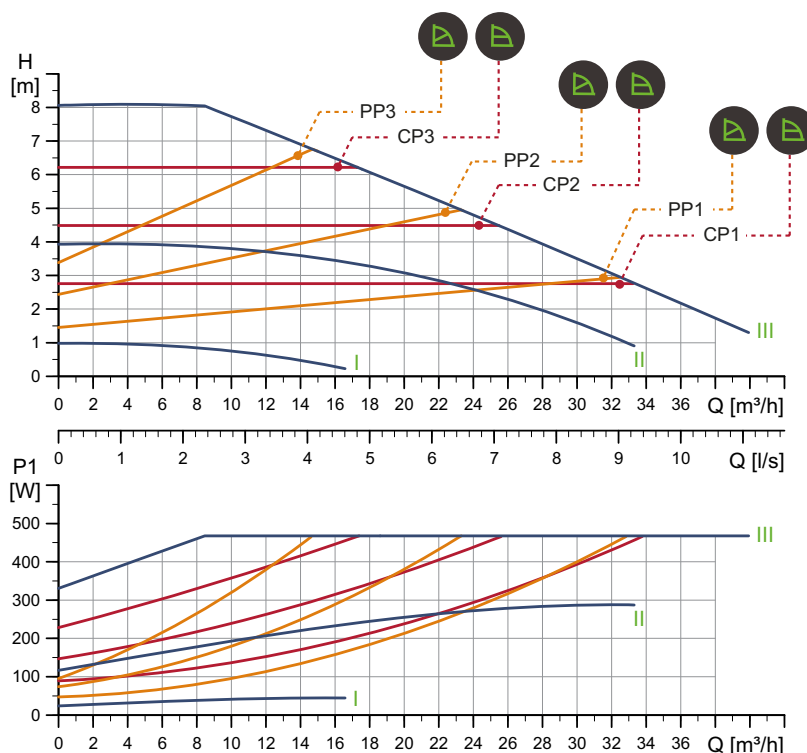 H
[m]
8
7
6
5
4
3
2
1
0
PP3
CP3
PP2
CP2
PP1
CP1
I
II
III
0 2 4 6 8 10 12 14 16 18 20 22 24 26 28 30 32 34 36 Q [m³/h]
0 1 2 3 4 5 6 7 8 9 10 Q [l/s]
P1
[W]
500
400
300
200
100
0
III
II
I
0 2 4 6 8 10 12 14 16 18 20 22 24 26 28 30 32 34 36 Q [m³/h]